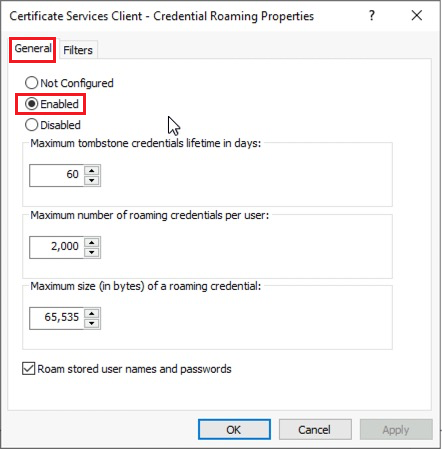 Certificate Services Client - Credential Roaming Properties
General
Filters
Not Configured
Enabled
Disabled
Maximum tombstone credentials lifetime in days:
60
Maximum number of roaming credentials per user:
2,000
Maximum size (in bytes) of a roaming credential:
65,535
Roam stored user names and passwords
OK
Cancel
Apply